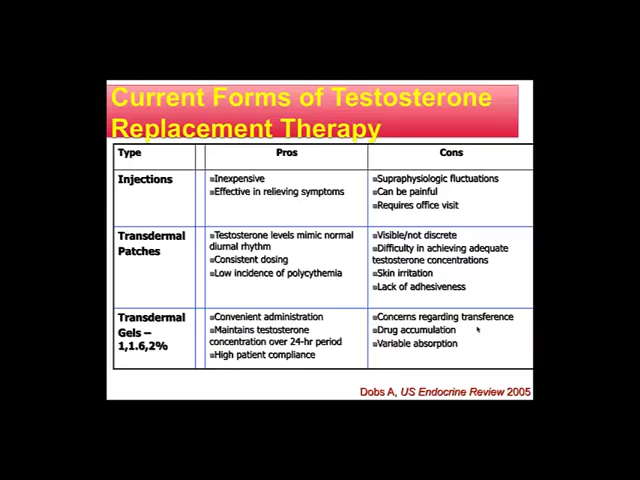 Current Forms of Testosterone
Replacement Therapy
Type Pros Cons
Injections
Inexpensive
Effective in relieving symptoms
Supraphysiologic fluctuations
Can be painful
Requires office visit
Transdermal
Patches
Testosterone levels mimic normal
diurnal rhythm
Consistent dosing
Low incidence of polycythemia
Visible/not discrete
Difficulty in achieving adequate
testosterone concentrations
Skin irritation
Lack of adhesiveness
Transdermal
Gels –
1,1.6,2%
Convenient administration
Maintains testosterone
concentration over 24-hr period
High patient compliance
Concerns regarding transference
Drug accumulation
Variable absorption
Dobs A, US Endocrine Review 2005